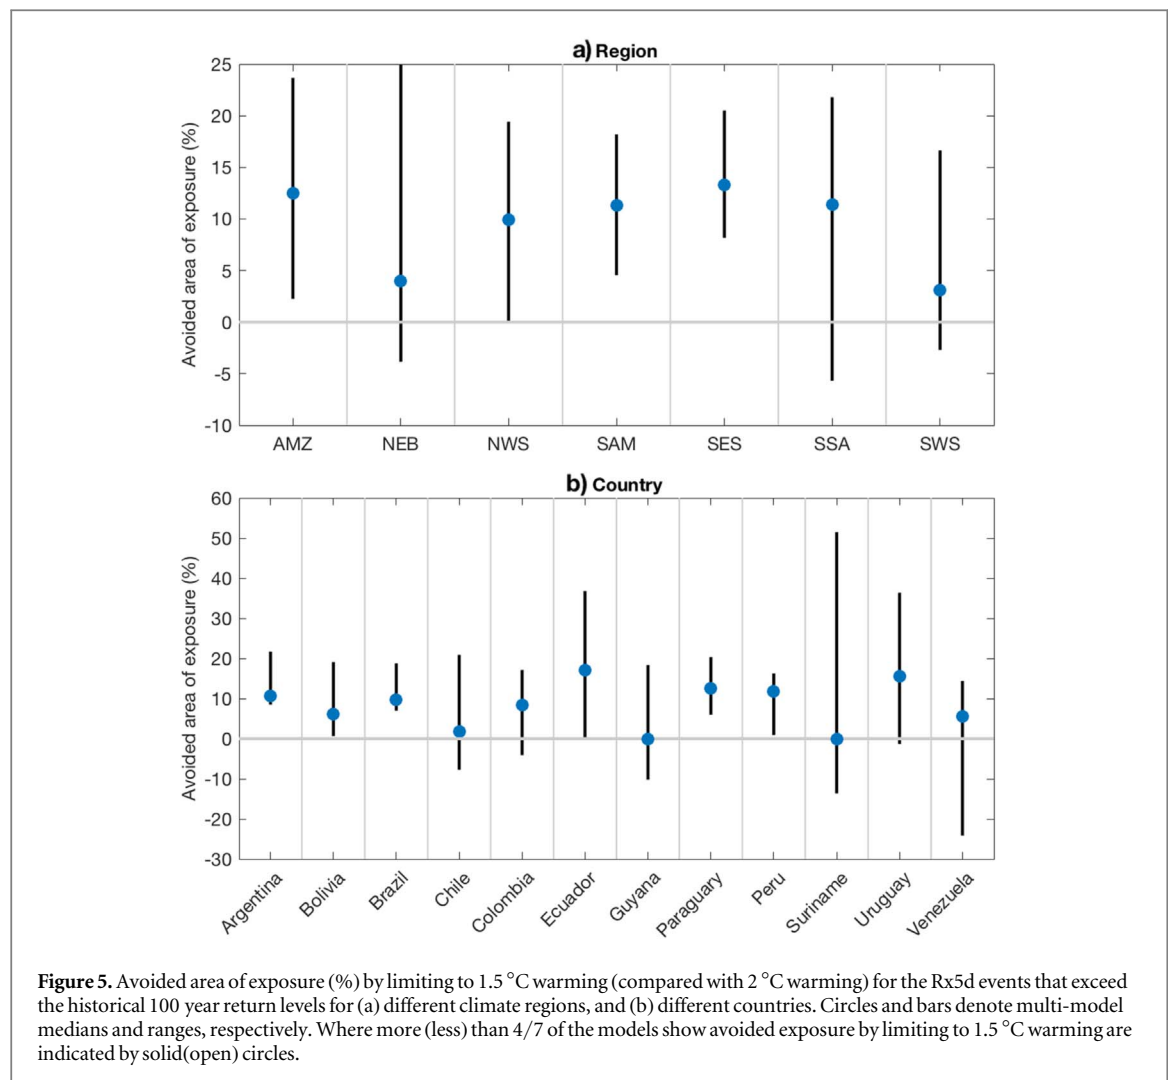 a) Region
25
20
15
10
5
0
-5
-10
Avoided area of exposure (%)
AMZ NEB NWS SAM SES SSA SWS
b) Country
60
50
40
30
20
10
0
-10
-20
-30
Avoided area of exposure (%)
Argentina Bolivia Brazil Chile Colombia Ecuador Guyana Paraguary Peru Suriname Uruguay Venezuela
Figure 5. Avoided area of exposure (%) by limiting to 1.5 °C warming (compared with 2 °C warming) for the Rx5d events that exceed
the historical 100 year return levels for (a) different climate regions, and (b) different countries. Circles and bars denote multi-model
medians and ranges, respectively. Where more (less) than 4/7 of the models show avoided exposure by limiting to 1.5 °C warming are
indicated by solid(open) circles.